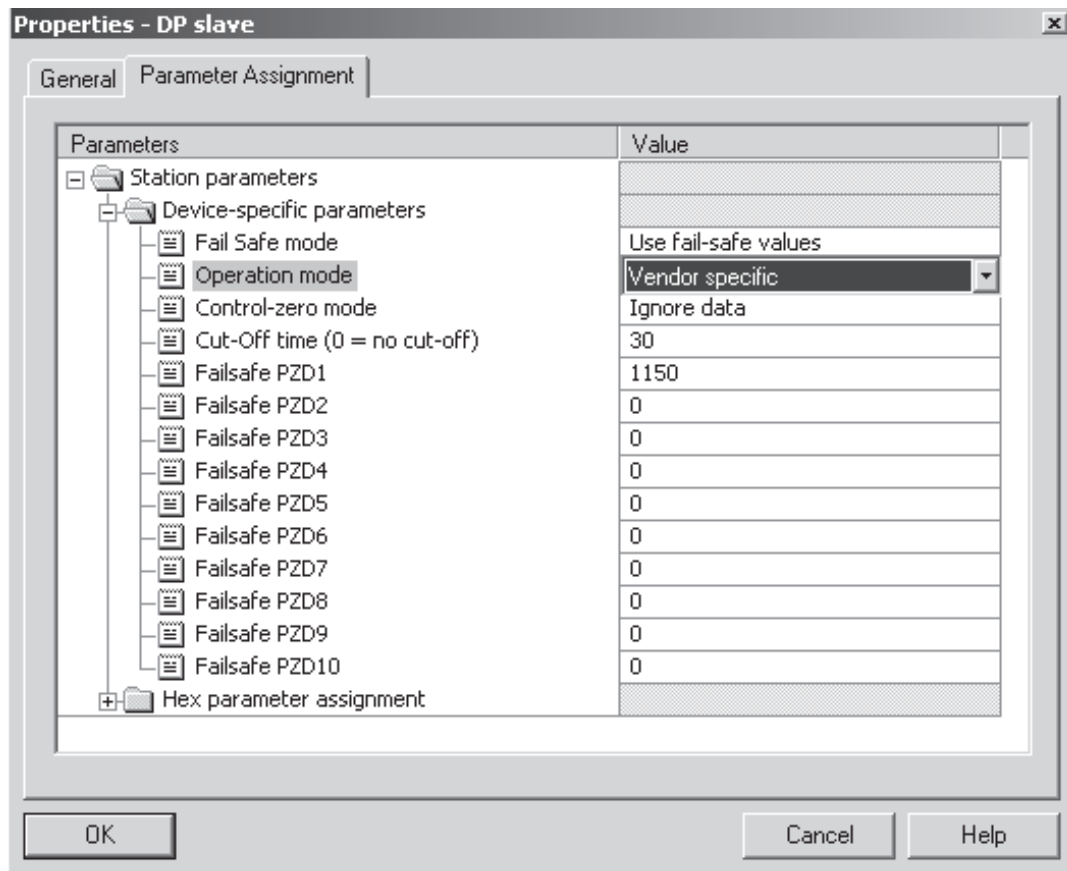 Properties - DP slave
General Parameter Assignment
Parameters Value
Station parameters
Device-specific parameters
Fail Safe mode Use fail-safe values
Operation mode Vendor specific
Control-zero mode Ignore data
Cut-Off time (0 = no cut-off) 30
Failsafe PZD1 1150
Failsafe PZD2 0
Failsafe PZD3 0
Failsafe PZD4 0
Failsafe PZD5 0
Failsafe PZD6 0
Failsafe PZD7 0
Failsafe PZD8 0
Failsafe PZD9 0
Failsafe PZD10 0
Hex parameter assignment
OK Cancel Help